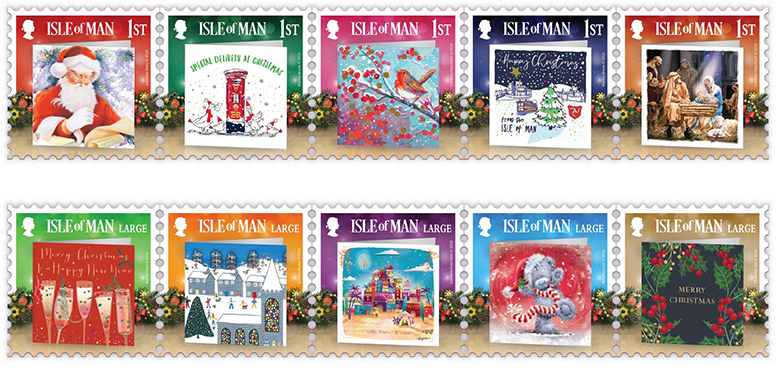 ISLE OF MAN 1ST
SPECIAL DELIVERY AT CHRISTMAS
ISLE OF MAN 1ST
ISLE OF MAN 1ST
ISLE OF MAN 1ST
Happy Christmas
from the
ISLE OF MAN
ISLE OF MAN 1ST
ISLE OF MAN LARGE
Merry Christmas
& Happy New Year
ISLE OF MAN LARGE
ISLE OF MAN LARGE
ISLE OF MAN LARGE
ISLE OF MAN LARGE
MERRY
CHRISTMAS